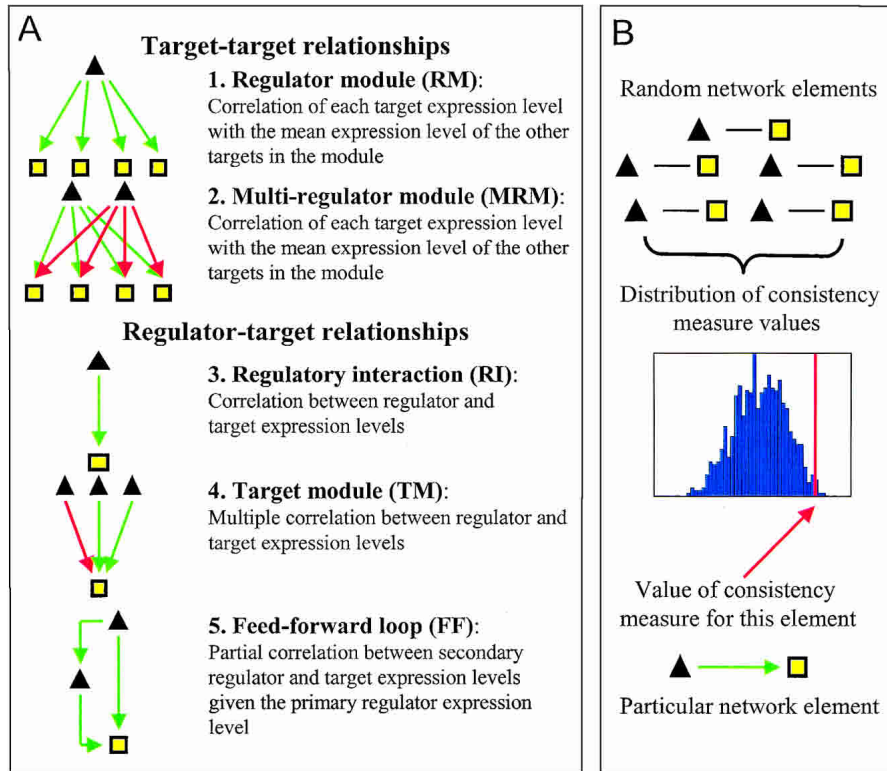 A
Target-target relationships
1. Regulator module (RM):
Correlation of each target expression level
with the mean expression level of the other
targets in the module
2. Multi-regulator module (MRM):
Correlation of each target expression level
with the mean expression level of the other
targets in the module
Regulator-target relationships
3. Regulatory interaction (RI):
Correlation between regulator and
target expression levels
4. Target module (TM):
Multiple correlation between regulator and
target expression levels
5. Feed-forward loop (FF):
Partial correlation between secondary
regulator and target expression levels
given the primary regulator expression
level
B
Random network elements
Distribution of consistency
measure values
Value of consistency
measure for this element
Particular network element